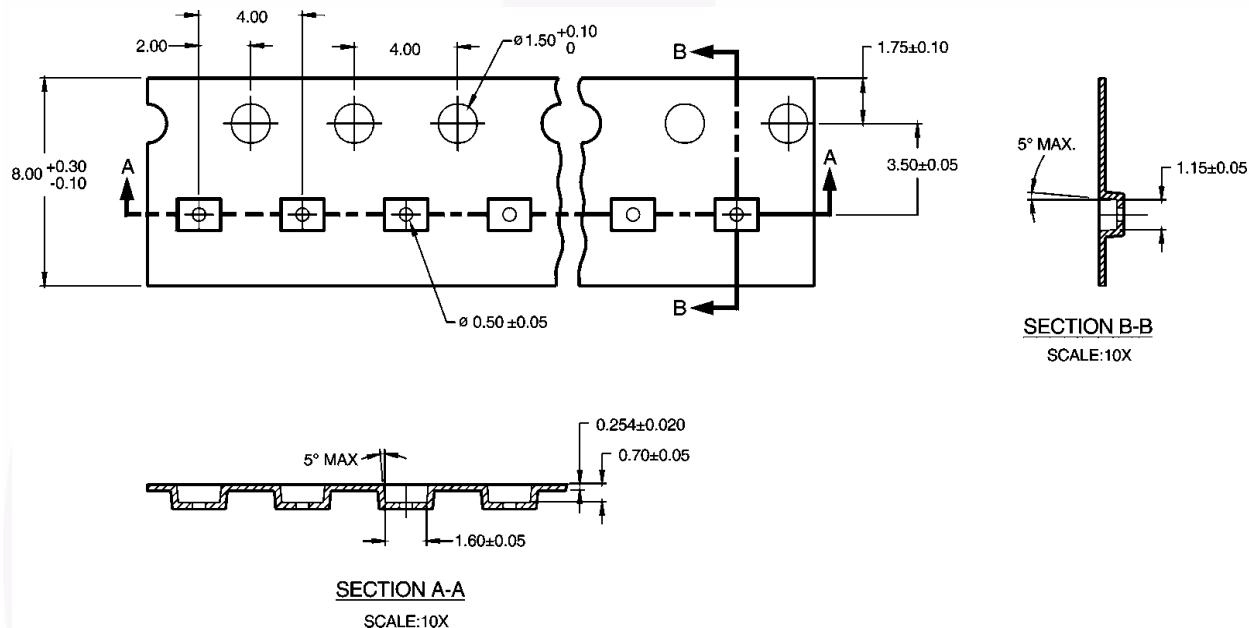 4.00
2.00
4.00
ø1.50 +0.10
0
B
1.75±0.10
8.00 +0.30
-0.10
A
A
3.50±0.05
5° MAX.
1.15±0.05
B
ø 0.50 ±0.05
SECTION B-B
SCALE:10X
0.254±0.020
5° MAX
0.70±0.05
1.60±0.05
SECTION A-A
SCALE:10X